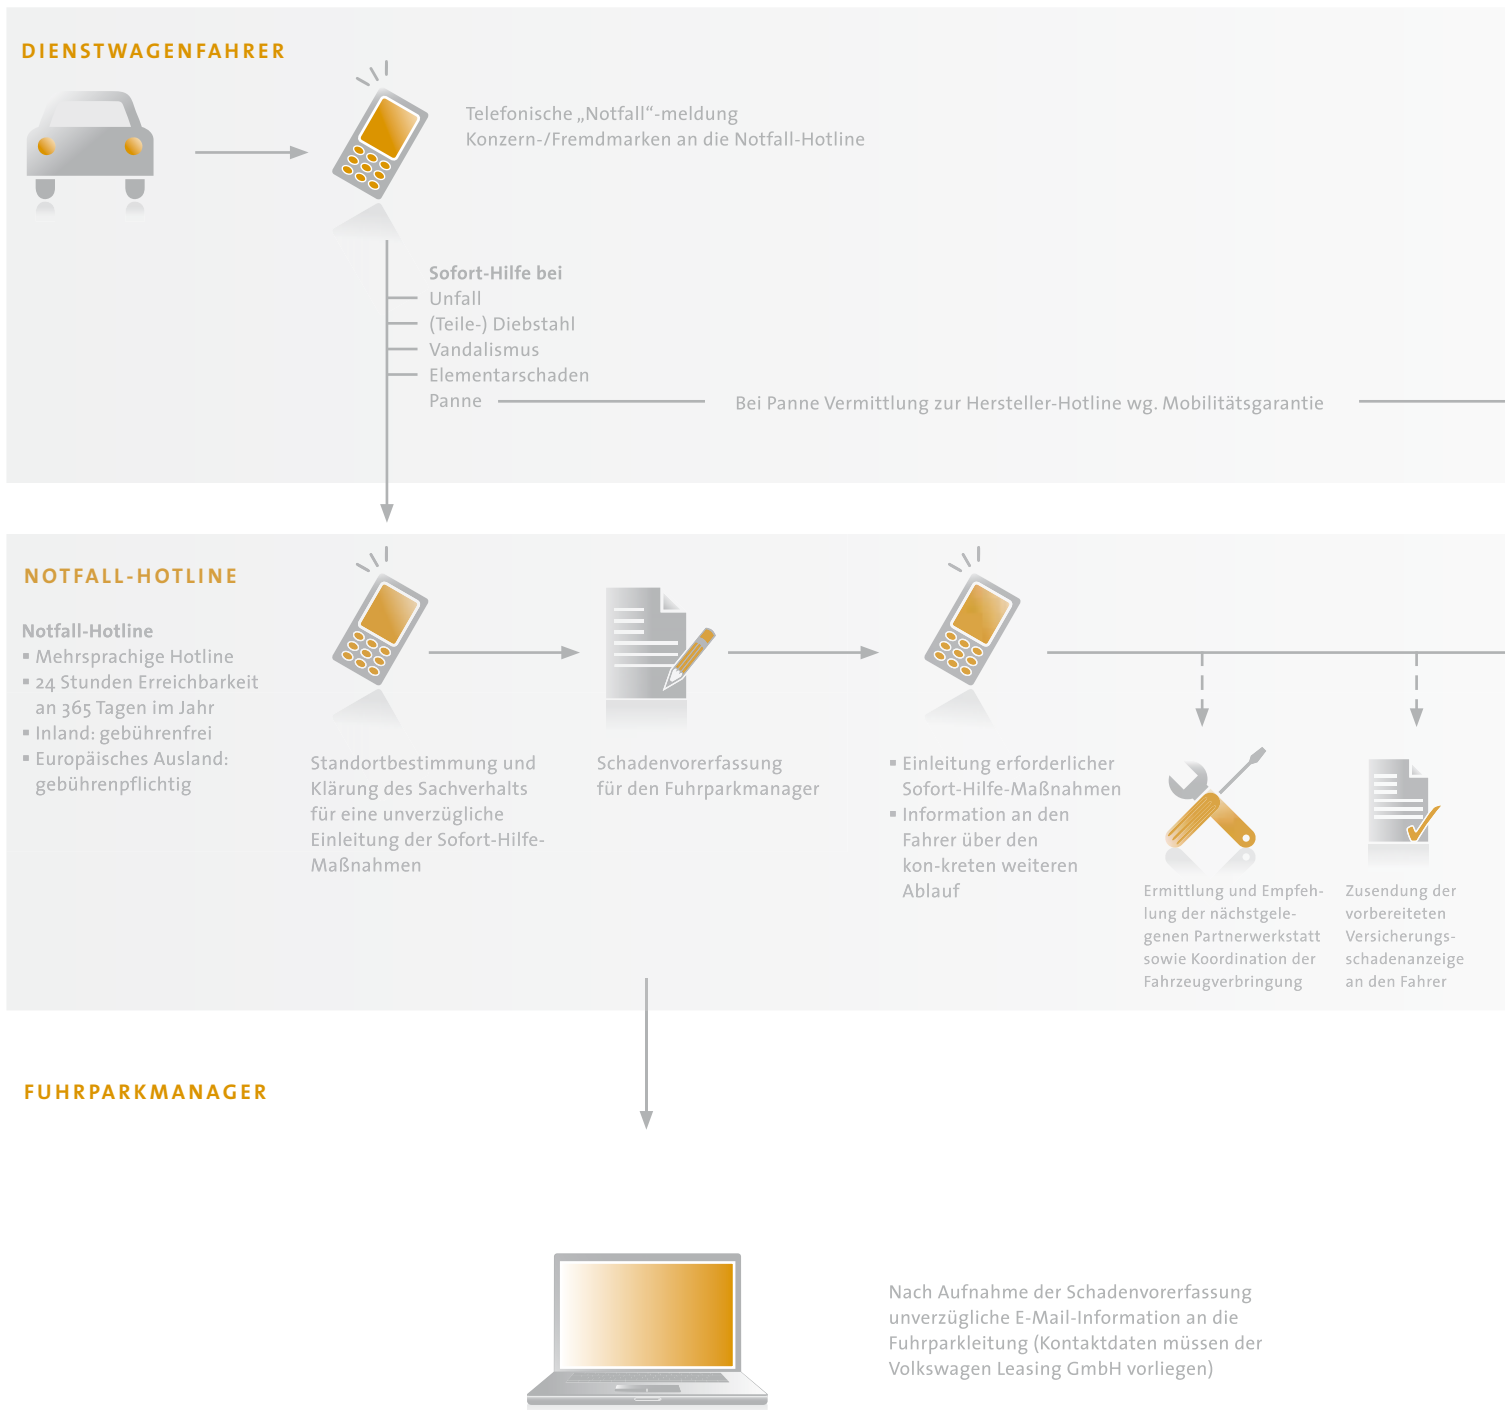 DIENSTWAGENFAHRER
Telefonische „Notfall“-meldung
Konzern-/Fremdmarken an die Notfall-Hotline
Sofort-Hilfe bei
Unfall
(Teile-) Diebstahl
Vandalismus
Elementarschaden
Panne
Bei Panne Vermittlung zur Hersteller-Hotline wg. Mobilitätsgarantie
NOTFALL-HOTLINE
Notfall-Hotline
▪ Mehrsprachige Hotline
▪ 24 Stunden Erreichbarkeit
an 365 Tagen im Jahr
▪ Inland: gebührenfrei
▪ Europäisches Ausland:
gebührenpflichtig
Standortbestimmung und
Klärung des Sachverhalts
für eine unverzügliche
Einleitung der Sofort-Hilfe-
Maßnahmen
Schadenvorerfassung
für den Fuhrparkmanager
▪ Einleitung erforderlicher
Sofort-Hilfe-Maßnahmen
▪ Information an den
Fahrer über den
kon-kreten weiteren
Ablauf
Ermittlung und Empfeh-
lung der nächstgele-
genen Partnerwerkstatt
sowie Koordination der
Fahrzeugverbringung
Zusendung der
vorbereiteten
Versicherungs-
schadenanzeige
an den Fahrer
FUHRPARKMANAGER
Nach Aufnahme der Schadenvorerfassung
unverzügliche E-Mail-Information an die
Fuhrparkleitung (Kontaktdaten müssen der
Volkswagen Leasing GmbH vorliegen)